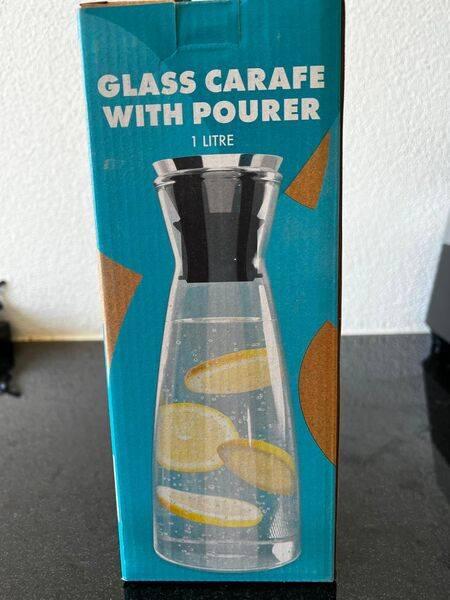 GLASS CARAFE
WITH POURER
1 LITRE